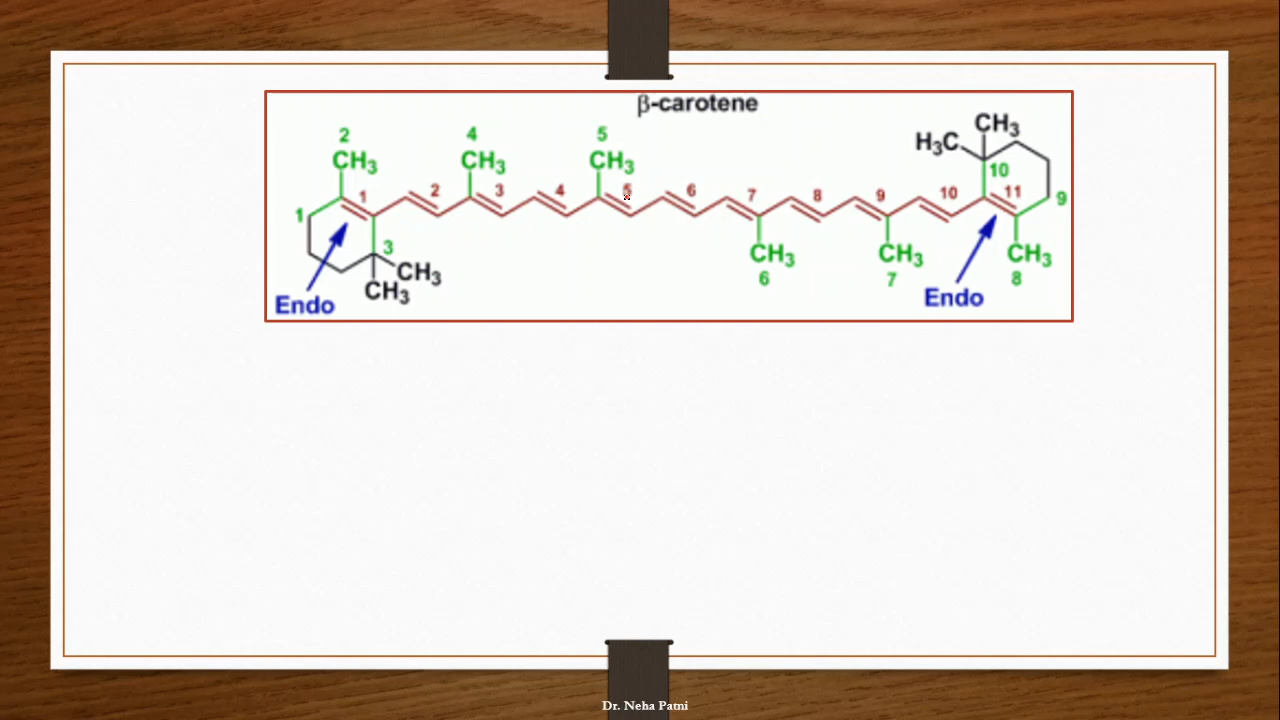 β-carotene
CH₃
2 4 5 H₃C
CH₃ CH₃ CH₃ 10
1 2 3 4 5 6 7 8 9 10 11
1 9
3 CH₃ CH₃ CH₃
CH₃ 6 7 8
CH₃
Endo Endo
Dr. Neha Patni